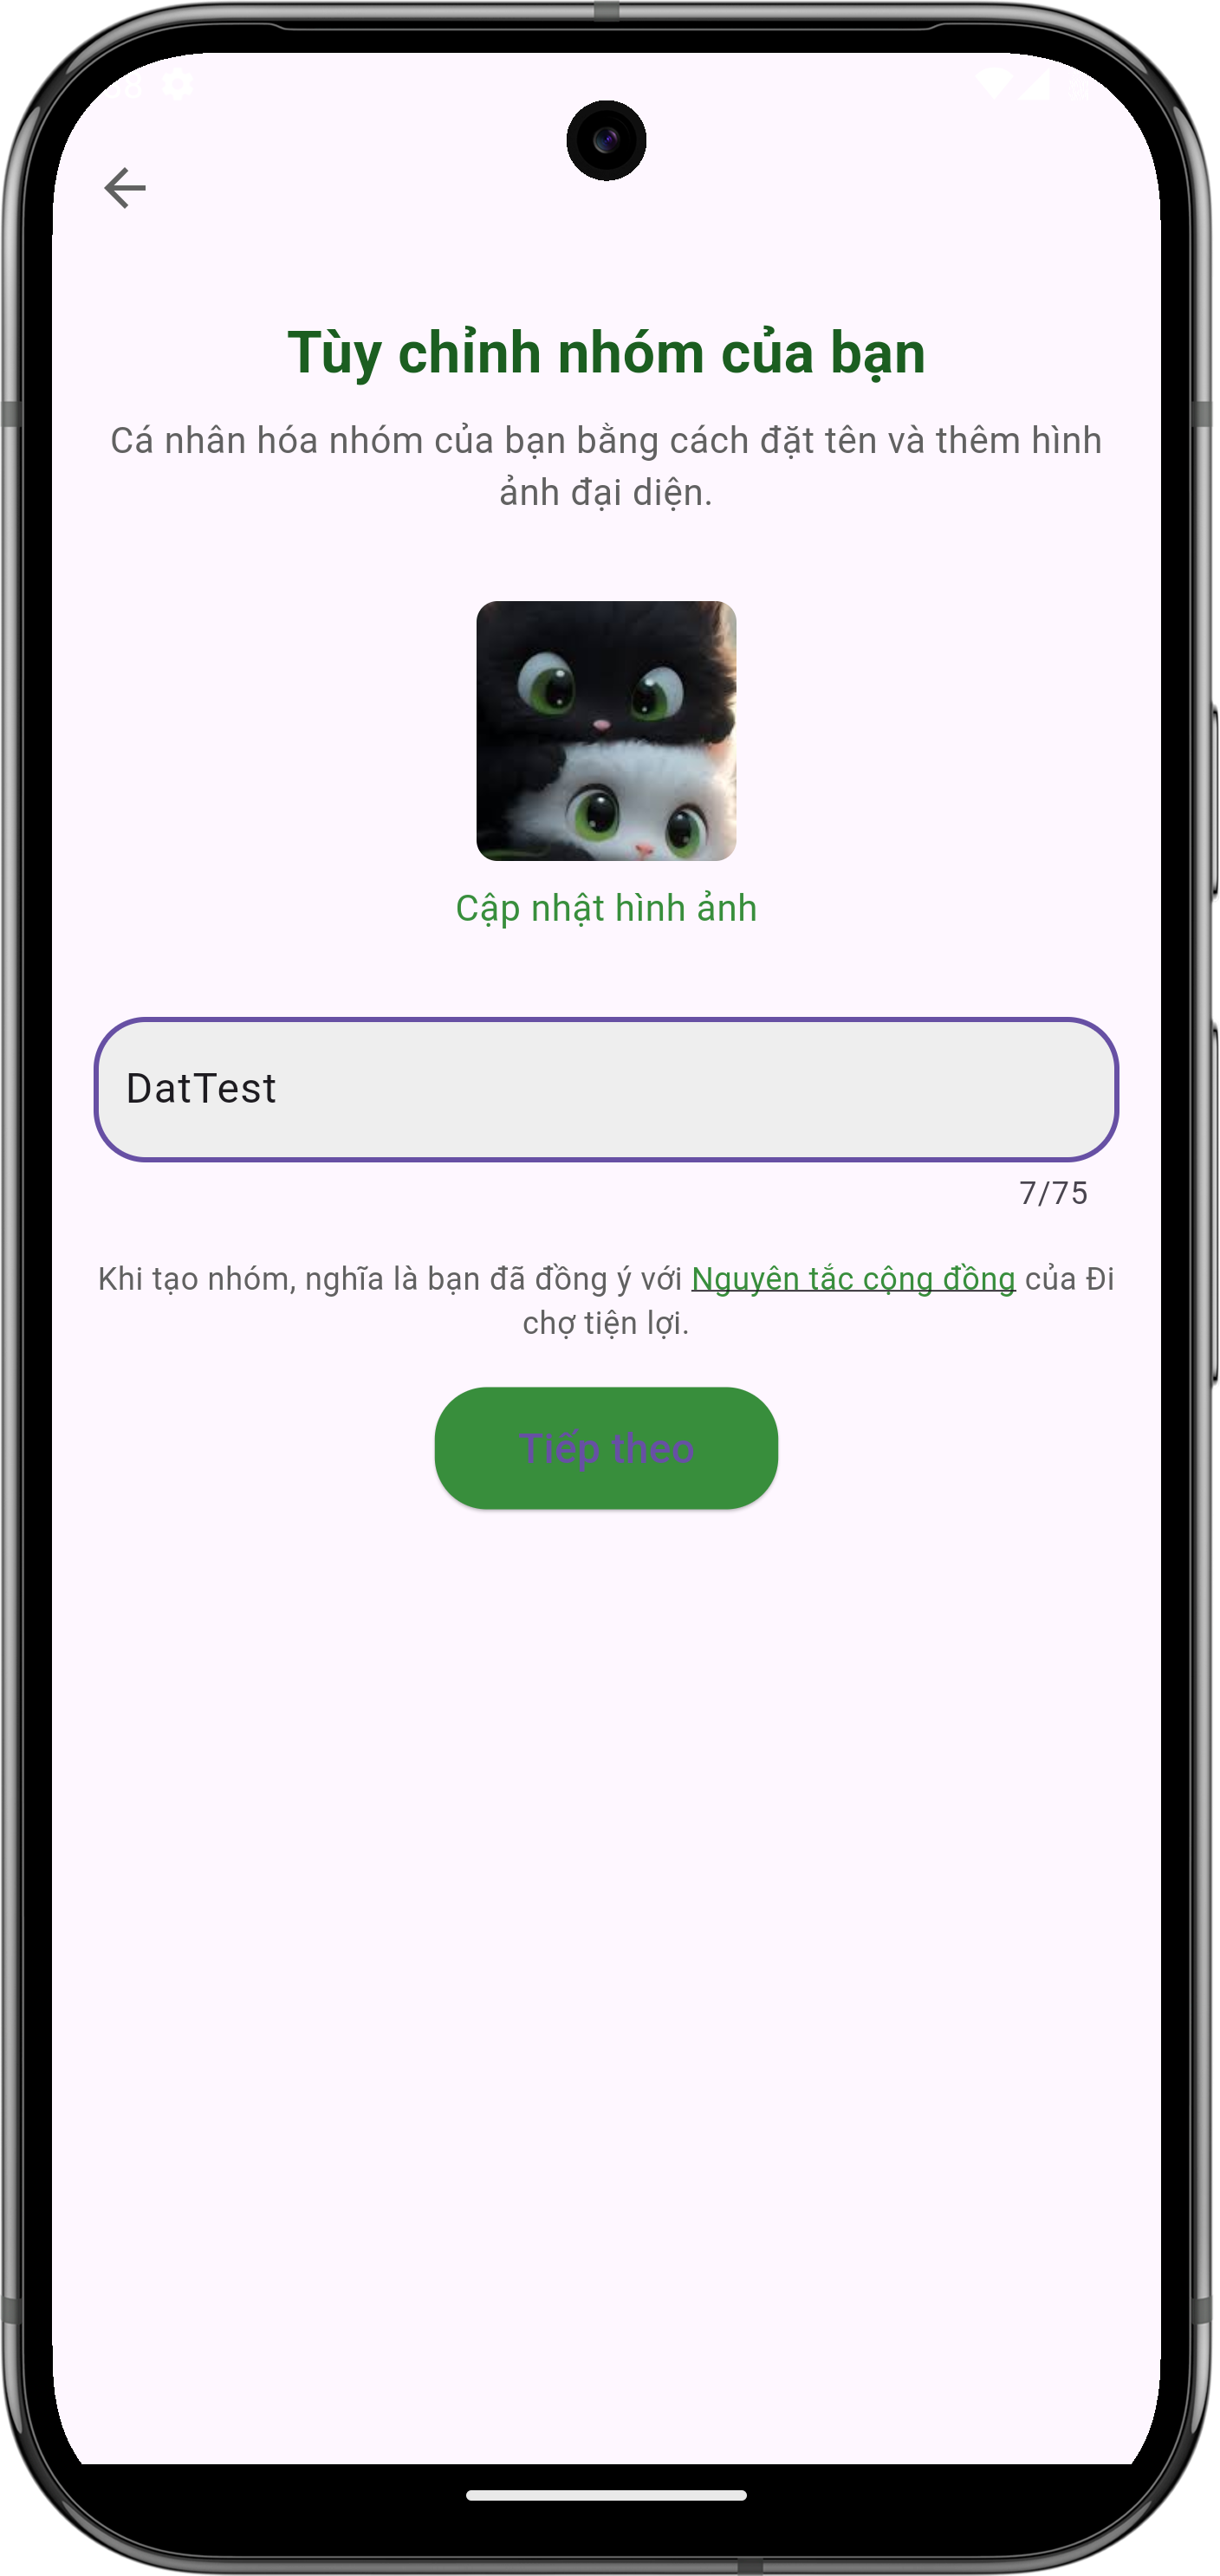 Tùy chỉnh nhóm của bạn
Cá nhân hóa nhóm của bạn bằng cách đặt tên và thêm hình
ảnh đại diện.
Cập nhật hình ảnh
DatTest
7/75
Khi tạo nhóm, nghĩa là bạn đã đồng ý với Nguyên tắc cộng đồng của Đi
chợ tiện lợi.
Tiếp theo